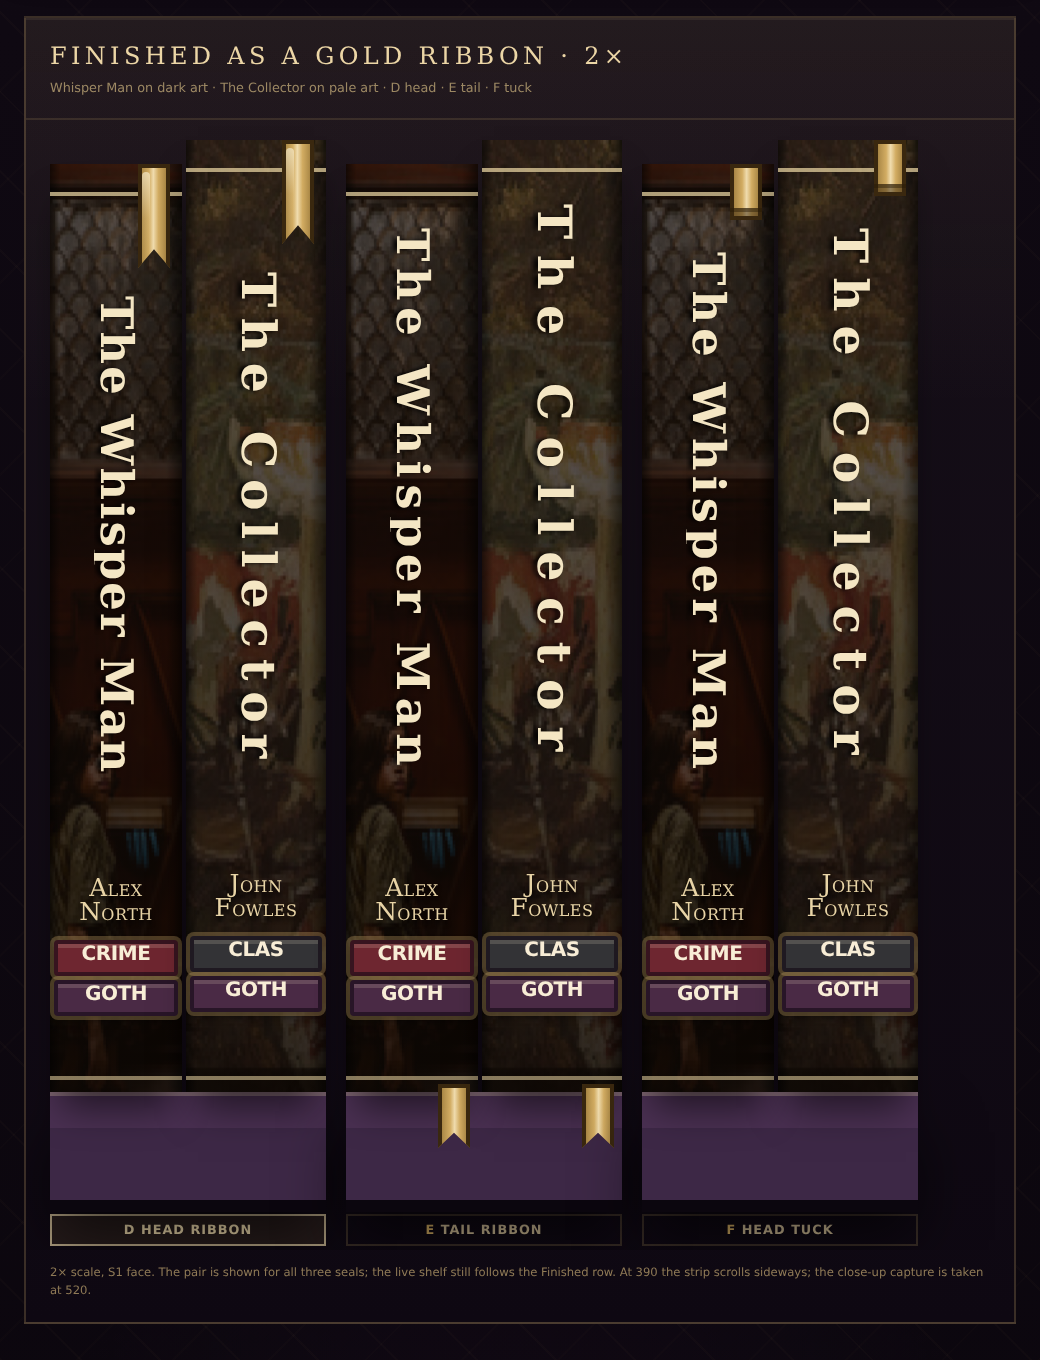 FINISHED AS A GOLD RIBBON · 2×
Whisper Man on dark art · The Collector on pale art · D head · E tail · F tuck
The Whisper Man
Alex
North
CRIME
GOTH
The Collector
John
Fowles
CLAS
GOTH
The Whisper Man
Alex
North
CRIME
GOTH
The Collector
John
Fowles
CLAS
GOTH
The Whisper Man
Alex
North
CRIME
GOTH
The Collector
John
Fowles
CLAS
GOTH
D HEAD RIBBON
E TAIL RIBBON
F HEAD TUCK
2× scale, S1 face. The pair is shown for all three seals; the live shelf still follows the Finished row. At 390 the strip scrolls sideways; the close-up capture is taken
at 520.